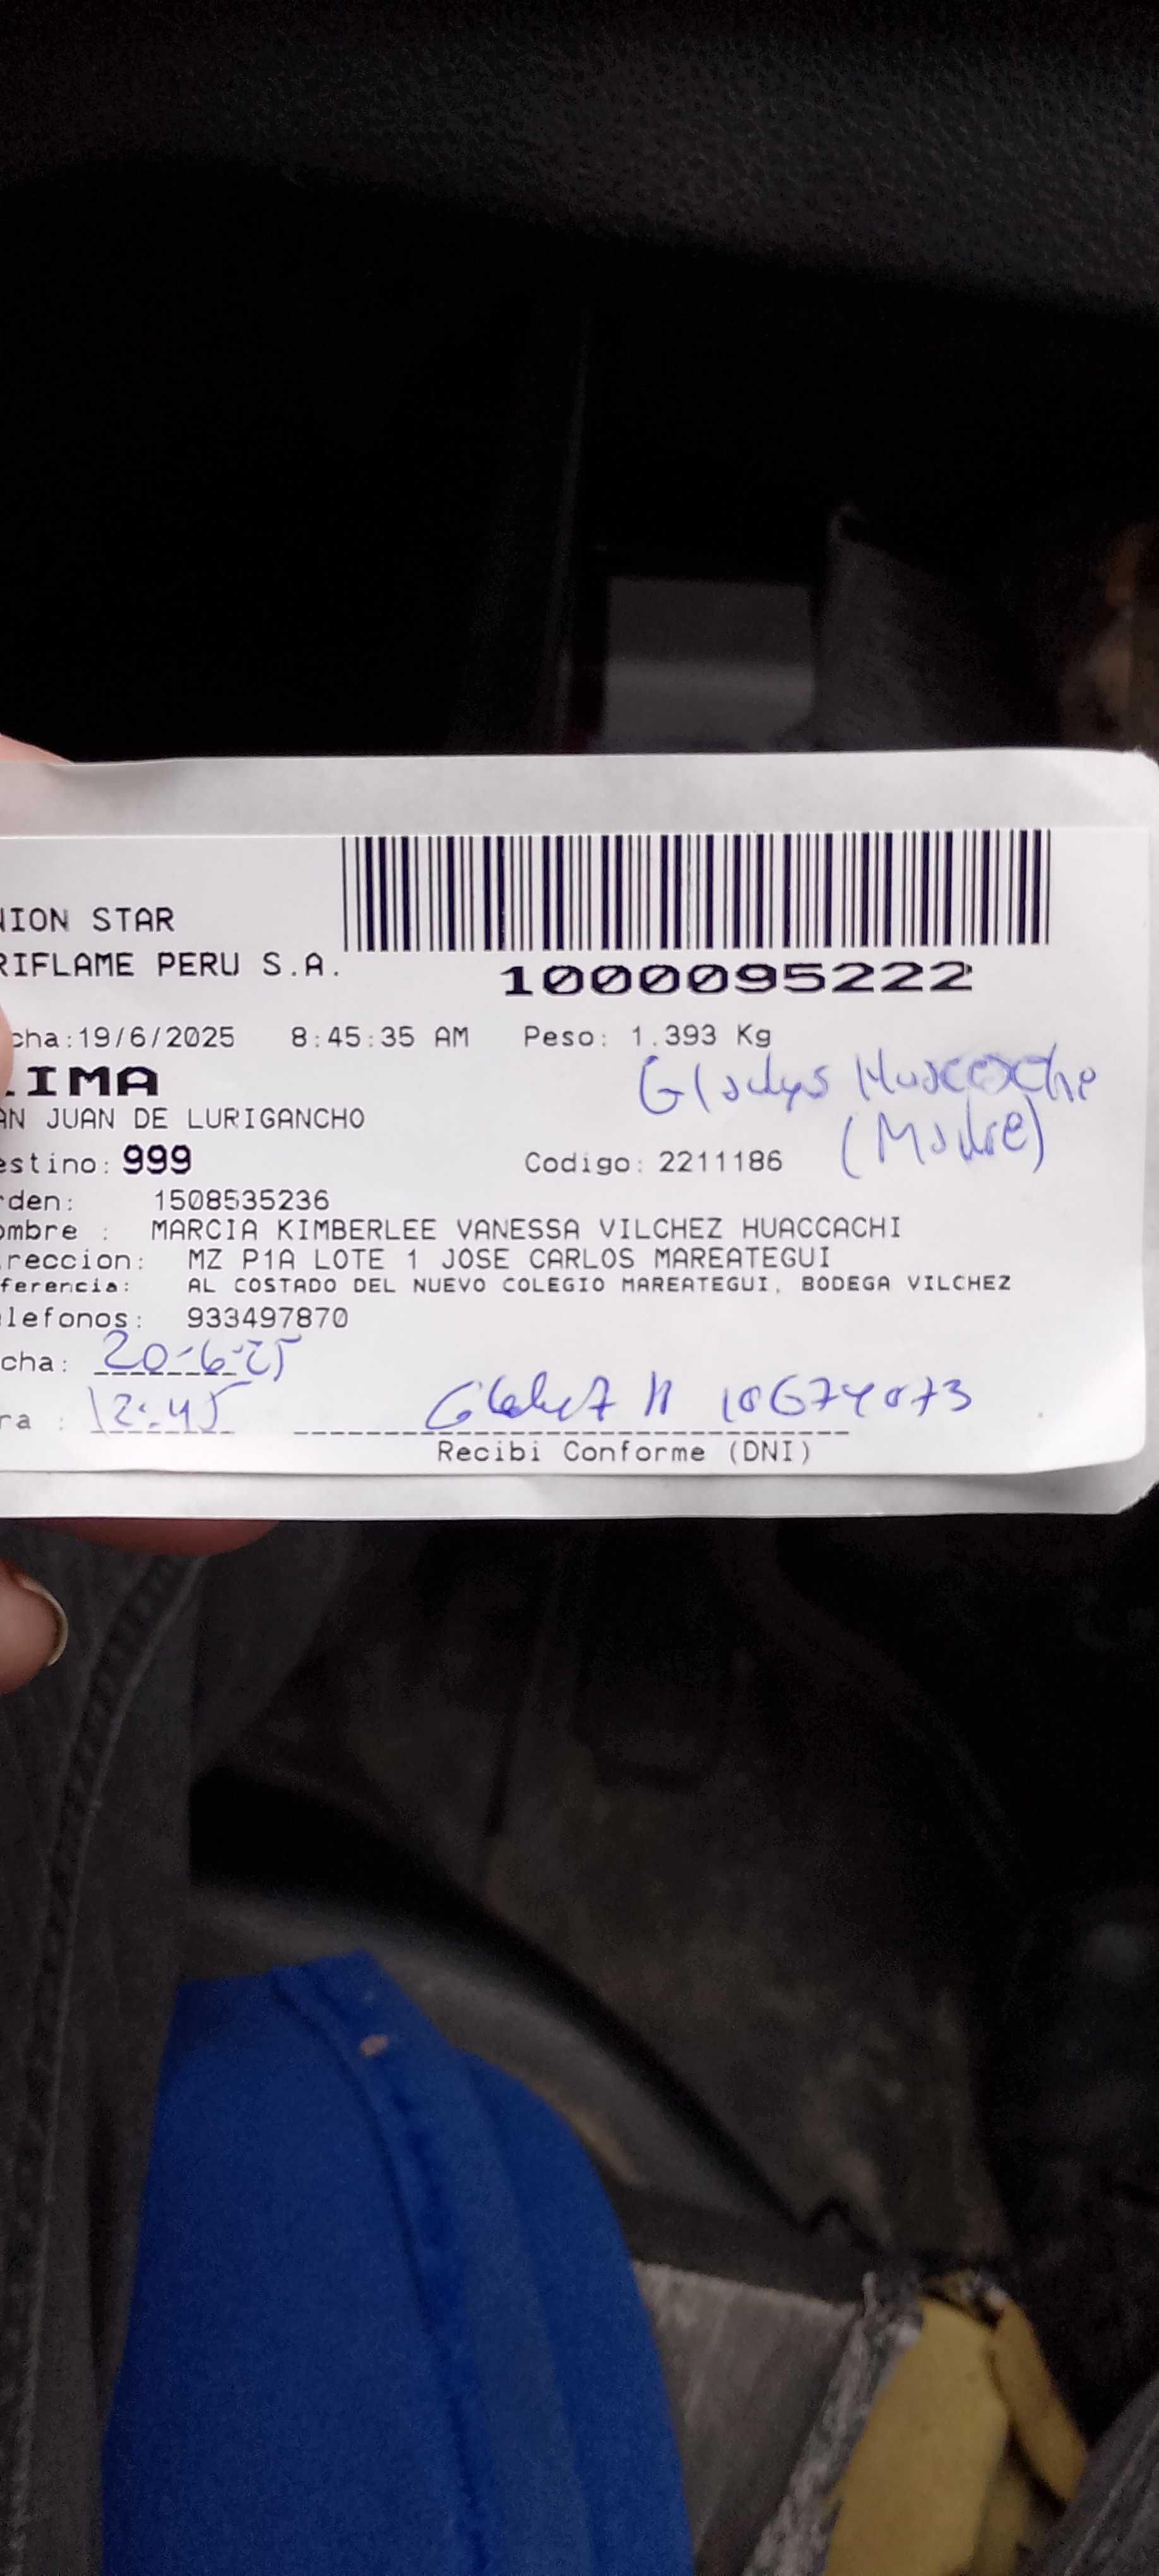 NION STAR
RIFLAME PERU S.A.
1000095222
cha:19/6/2025 8:45:35 AM Peso: 1.393 Kg
IMA
AN JUAN DE LURIGANCHO
Gladys
(Madre)
estino: 999 Codigo: 2211186
rden: 1508535236
ombre : MARCIA KIMBERLEE VANESSA VILCHEZ HUACCACHI
reccion: MZ P1A LOTE 1 JOSE CARLOS MAREATEGUI
ferencia: AL COSTADO DEL NUEVO COLEGIO MAREATEGUI, BODEGA VILCHEZ
lefonos: 933497870
cha: 20-6-25
ra : 12:45
Recibi Conforme (DNI)